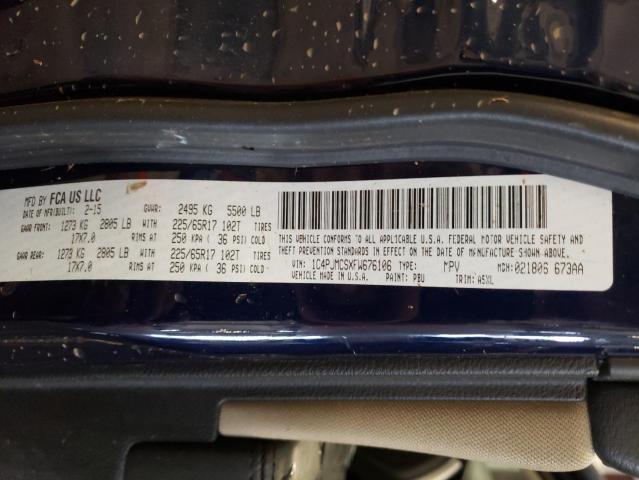 MFD BY FCA US LLC
DATE OF MFR(BUILT): 2-15 GVWR: 2495 KG 5500 LB
GAWR FRONT: 1273 KG 2805 LB 225/65R17 102T TIRES
17X7.0 RIMS AT 250 KPA ( 36 PSI) COLD
GAWR REAR: 1273 KG 2805 LB 225/65R17 102T TIRES
17X7.0 RIMS AT 250 KPA ( 36 PSI) COLD
THIS VEHICLE CONFORMS TO ALL APPLICABLE U.S.A. FEDERAL MOTOR VEHICLE SAFETY AND
THEFT PREVENTION STANDARDS IN EFFECT ON THE DATE OF MANUFACTURE SHOWN ABOVE.
VIN: 1C4PJMCSXFW676106 TYPE: MPV MDH: 021805 673AA
VEHICLE MADE IN U.S.A. PAINT: PBU TRIM: A5XL